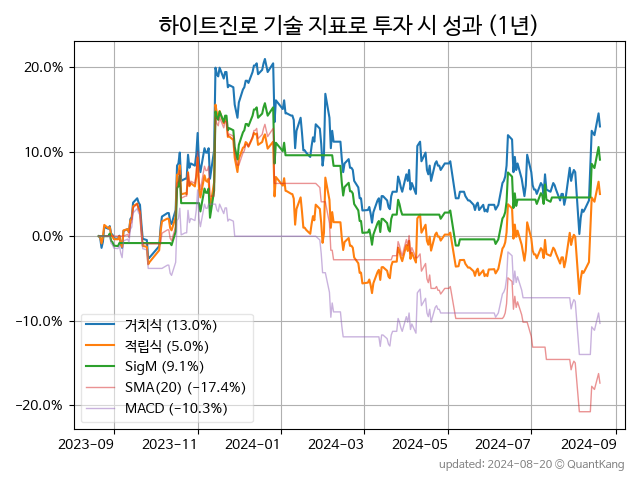 하이트진로 기술 지표로 투자 시 성과 (1년)
20.0%
10.0%
0.0%
−10.0%
−20.0%
거치식 (13.0%)
적립식 (5.0%)
SigM (9.1%)
SMA(20) (−17.4%)
MACD (−10.3%)
2023-09 2023-11 2024-01 2024-03 2024-05 2024-07 2024-09
updated: 2024-08-20 © QuantKang